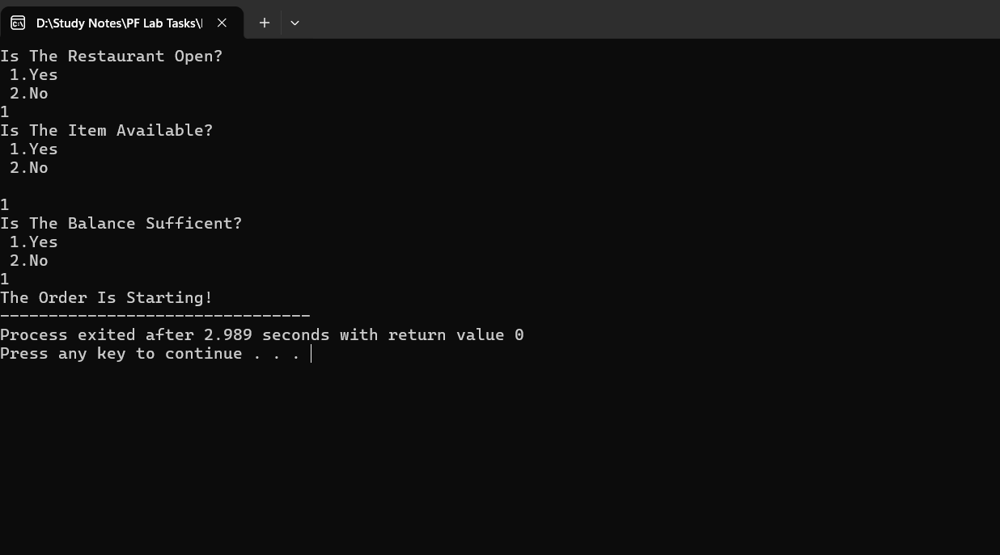 D:\Study Notes\PF Lab Tasks\
Is The Restaurant Open?
 1.Yes
 2.No
1
Is The Item Available?
 1.Yes
 2.No

1
Is The Balance Sufficent?
 1.Yes
 2.No
1
The Order Is Starting!
--------------------------------
Process exited after 2.989 seconds with return value 0
Press any key to continue . . .